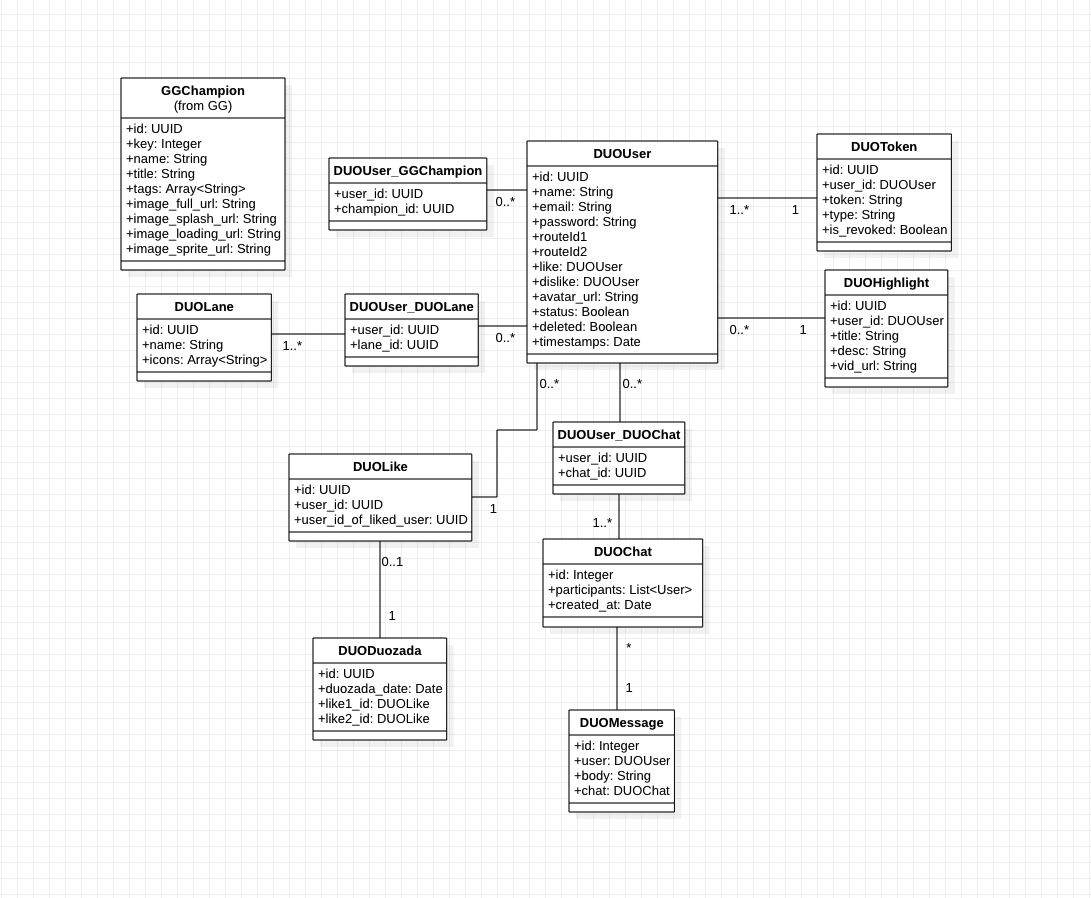 GGChampion
(from GG)
+id: UUID
+key: Integer
+name: String
+title: String
+tags: Array<String>
+image_full_url: String
+image_splash_url: String
+image_loading_url: String
+image_sprite_url: String
DUOUser_GGChampion
+user_id: UUID
+champion_id: UUID
0..*
DUOUser
+id: UUID
+name: String
+email: String
+password: String
+routeId1
+routeId2
+like: DUOUser
+dislike: DUOUser
+avatar_url: String
+status: Boolean
+deleted: Boolean
+timestamps: Date
1..*
1
DUOToken
+id: UUID
+user_id: DUOUser
+token: String
+type: String
+is_revoked: Boolean
DUOLane
+id: UUID
+name: String
+icons: Array<String>
1..*
DUOUser_DUOLane
+user_id: UUID
+lane_id: UUID
0..*
0..*
1
DUOHighlight
+id: UUID
+user_id: DUOUser
+title: String
+desc: String
+vid_url: String
0..*
0..*
DUOUser_DUOChat
+user_id: UUID
+chat_id: UUID
DUOLike
+id: UUID
+user_id: UUID
+user_id_of_liked_user: UUID
1
1..*
DUOChat
+id: Integer
+participants: List<User>
+created_at: Date
0..1
1
DUODuozada
+id: UUID
+duozada_date: Date
+like1_id: DUOLike
+like2_id: DUOLike
*
1
DUOMessage
+id: Integer
+user: DUOUser
+body: String
+chat: DUOChat